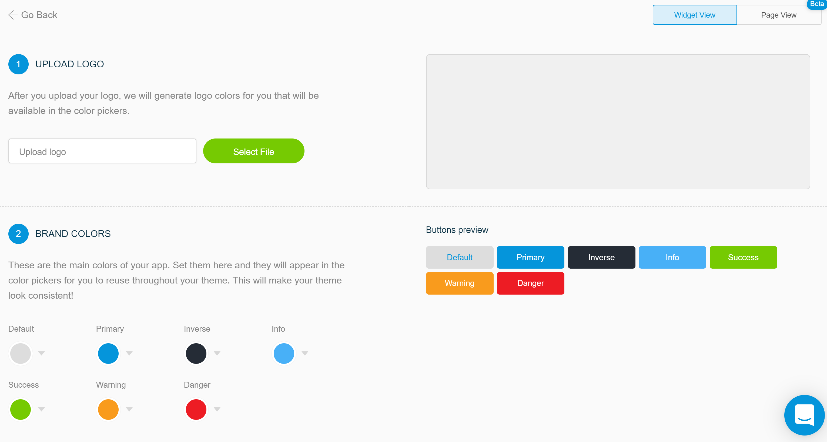 Go Back
Widget View
Page View
Beta
1
UPLOAD LOGO
After you upload your logo, we will generate logo colors for you that will be
available in the color pickers.
Upload logo
Select File
2
BRAND COLORS
These are the main colors of your app. Set them here and they will appear in the
color pickers for you to reuse throughout your theme. This will make your theme
look consistent!
Default
Primary
Inverse
Info
Success
Warning
Danger
Buttons preview
Default
Primary
Inverse
Info
Success
Warning
Danger